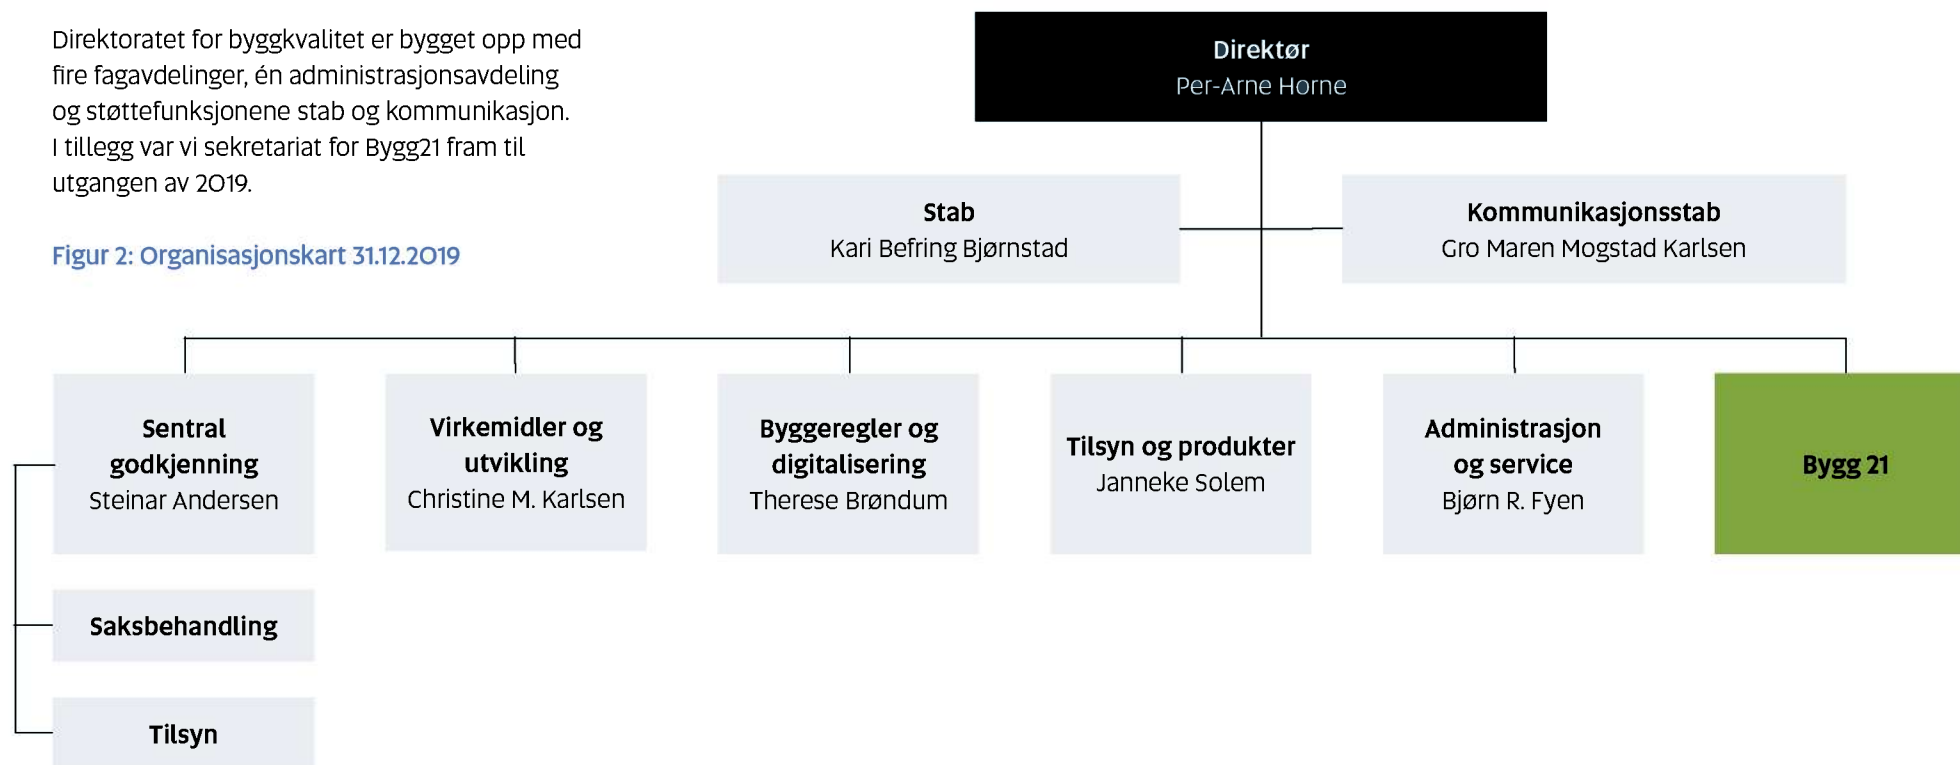 Direktoratet for byggkvalitet er bygget opp med
fire fagavdelinger, én administrasjonsavdeling
og støttefunksjonene stab og kommunikasjon.
I tillegg var vi sekretariat for Bygg21 fram til
utgangen av 2019.
Figur 2: Organisasjonskart 31.12.2019
Direktør
Per-Arne Horne
Stab
Kari Befring Bjørnstad
Kommunikasjonsstab
Gro Maren Mogstad Karlsen
Sentral
godkjenning
Steinar Andersen
Virkemidler og
utvikling
Christine M. Karlsen
Byggeregler og
digitalisering
Therese Brøndum
Tilsyn og produkter
Janneke Solem
Administrasjon
og service
Bjørn R. Fyen
Bygg 21
Saksbehandling
Tilsyn